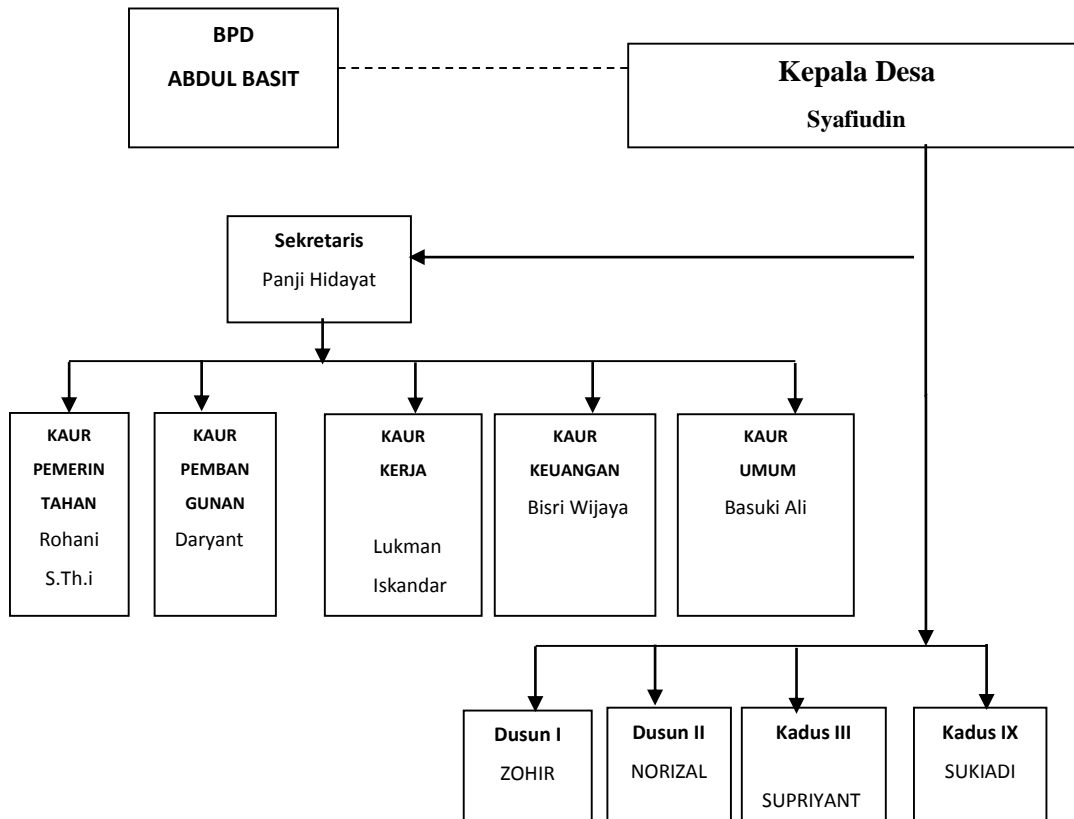 BPD
ABDUL BASIT
Kepala Desa
Syafiudin
Sekretaris
Panji Hidayat
KAUR
PEMERIN
TAHAN
Rohani
S.Th.i
KAUR
PEMBAN
GUNAN
Daryant
KAUR
KERJA
Lukman
Iskandar
KAUR
KEUANGAN
Bisri Wijaya
KAUR
UMUM
Basuki Ali
Dusun I
ZOHIR
Dusun II
NORIZAL
Kadus III
SUPRIYANT
Kadus IX
SUKIADI